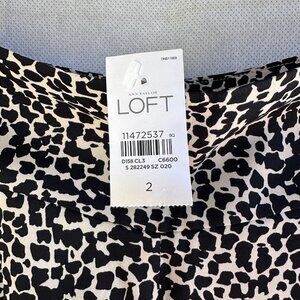 ANN TAYLOR
LOFT
11472537
D158 CL3 C6600
S 282249 SZ 020
2